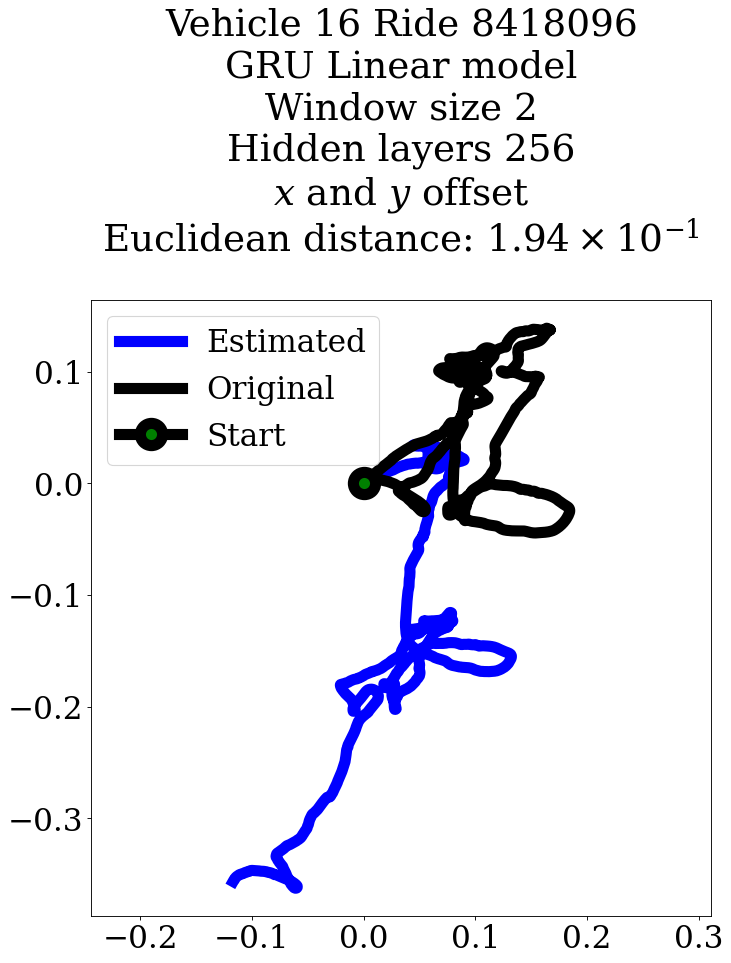 Vehicle 16 Ride 8418096
GRU Linear model
Window size 2
Hidden layers 256
x and y offset
Euclidean distance: 1.94 × 10⁻¹
Estimated
Original
Start
0.1
0.0
−0.1
−0.2
−0.3
−0.2 −0.1 0.0 0.1 0.2 0.3